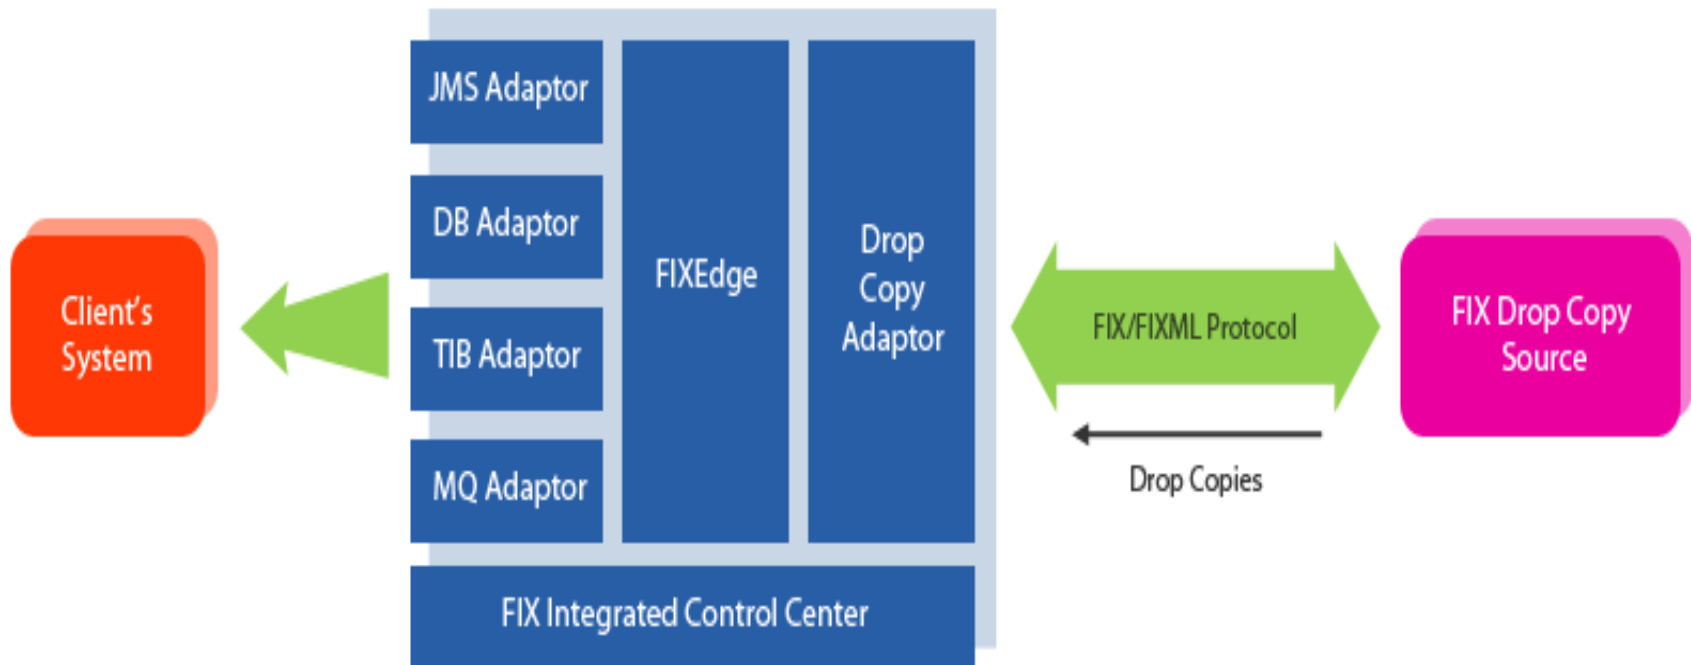 JMS Adaptor
DB Adaptor
TIB Adaptor
MQ Adaptor
FIXEdge
Drop
Copy
Adaptor
FIX Integrated Control Center
Client’s
System
FIX/FIXML Protocol
Drop Copies
FIX Drop Copy
Source